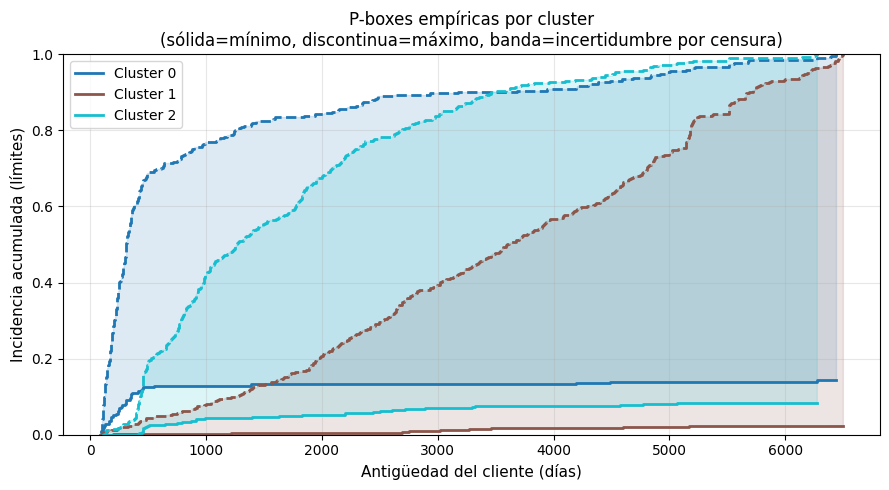 P-boxes empíricas por cluster
(sólida=mínimo, discontinua=máximo, banda=incertidumbre por censura)
Cluster 0
Cluster 1
Cluster 2
Incidencia acumulada (límites)
1.0
0.8
0.6
0.4
0.2
0.0
0 1000 2000 3000 4000 5000 6000
Antigüedad del cliente (días)